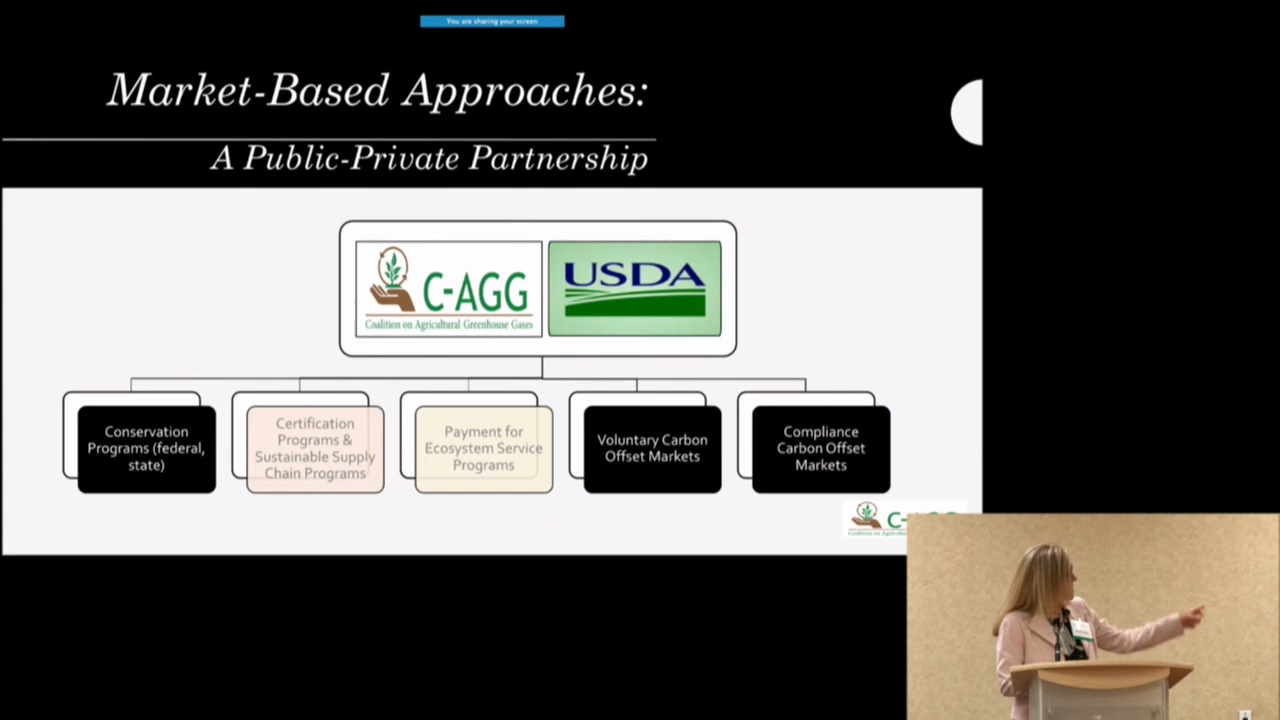 You are sharing your screen
Market-Based Approaches:
A Public-Private Partnership
C-AGG
Coalition on Agricultural Greenhouse Gases
USDA
Conservation
Programs (federal,
state)
Certification
Programs &
Sustainable Supply
Chain Programs
Payment for
Ecosystem Service
Programs
Voluntary Carbon
Offset Markets
Compliance
Carbon Offset
Markets